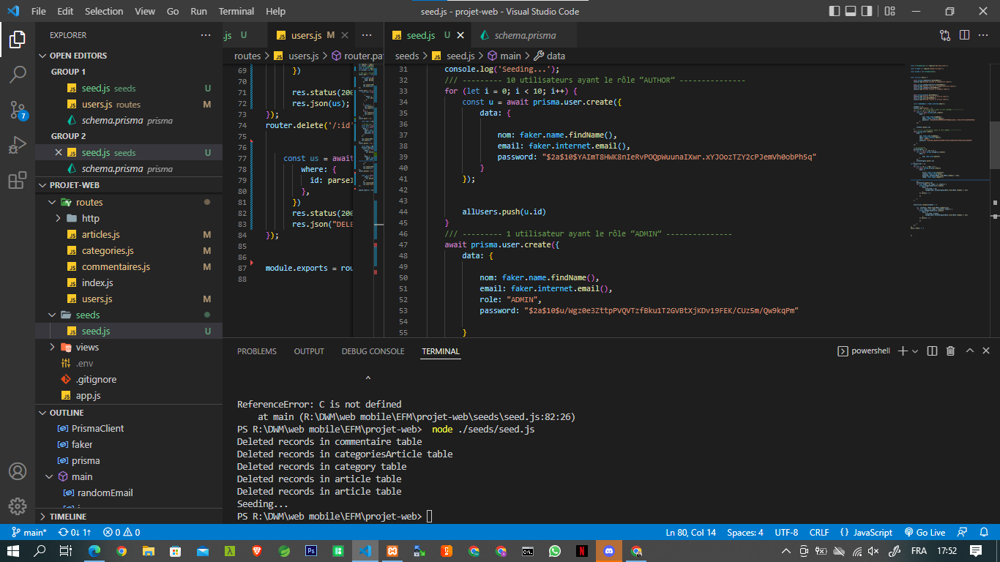 File Edit Selection View Go Run Terminal Help
seed.js - projet-web - Visual Studio Code
EXPLORER
OPEN EDITORS
GROUP 1
seed.js seeds U
users.js routes M
schema.prisma prisma
GROUP 2
seed.js seeds U
schema.prisma prisma
PROJET-WEB
routes
http
articles.js M
categories.js M
commentaires.js M
index.js
users.js M
seeds
seed.js U
views
.env
.gitignore
app.js
OUTLINE
PrismaClient
faker
prisma
main
randomEmail
TIMELINE
7
.js U
users.js M
routes > users.js > router.pa
69 })
70
71 res.status(200
72 res.json(us);
73 });
74 router.delete('/:id'
75
76
77 const us = await
78 where: {
79 id: parseI
80 },
81 })
82 res.status(200
83 res.json("DELE
84 });
85
86
87 module.exports = rou
88
seed.js U
schema.prisma
seeds > seed.js > main > data
31 console.log('Seeding...');
32 /// --------- 10 utilisateurs ayant le rôle “AUTHOR” ---------------
33 for (let i = 0; i < 10; i++) {
34 const u = await prisma.user.create({
35 data: {
36
37 nom: faker.name.findName(),
38 email: faker.internet.email(),
39 password: "$2a$10$YAImT8HWK8nIeRvPOQpWuunaIXwr.xYJOozTZY2cPJemVh0obPh5q"
40 }
41 });
42
43
44 allUsers.push(u.id)
45 }
46 /// --------- 1 utilisateur ayant le rôle “ADMIN” ---------------
47 await prisma.user.create({
48 data: {
49
50 nom: faker.name.findName(),
51 email: faker.internet.email(),
52 role: "ADMIN",
53 password: "$2a$10$u/Wgz0e3ZttpPVQVTzfBku1T2GVBtXjKDv19FEK/CUz5m/Qw9kqPm"
54
55 }
PROBLEMS OUTPUT DEBUG CONSOLE TERMINAL
powershell
^
ReferenceError: C is not defined
at main (R:\DWM\web mobile\EFM\projet-web\seeds\seed.js:82:26)
PS R:\DWM\web mobile\EFM\projet-web> node ./seeds/seed.js
Deleted records in commentaire table
Deleted records in categoriesArticle table
Deleted records in category table
Deleted records in article table
Deleted records in article table
Seeding...
PS R:\DWM\web mobile\EFM\projet-web>
main* 0↓ 1↑ 0 0
Ln 80, Col 14 Spaces: 4 UTF-8 CRLF { } JavaScript Go Live
FRA 17:52